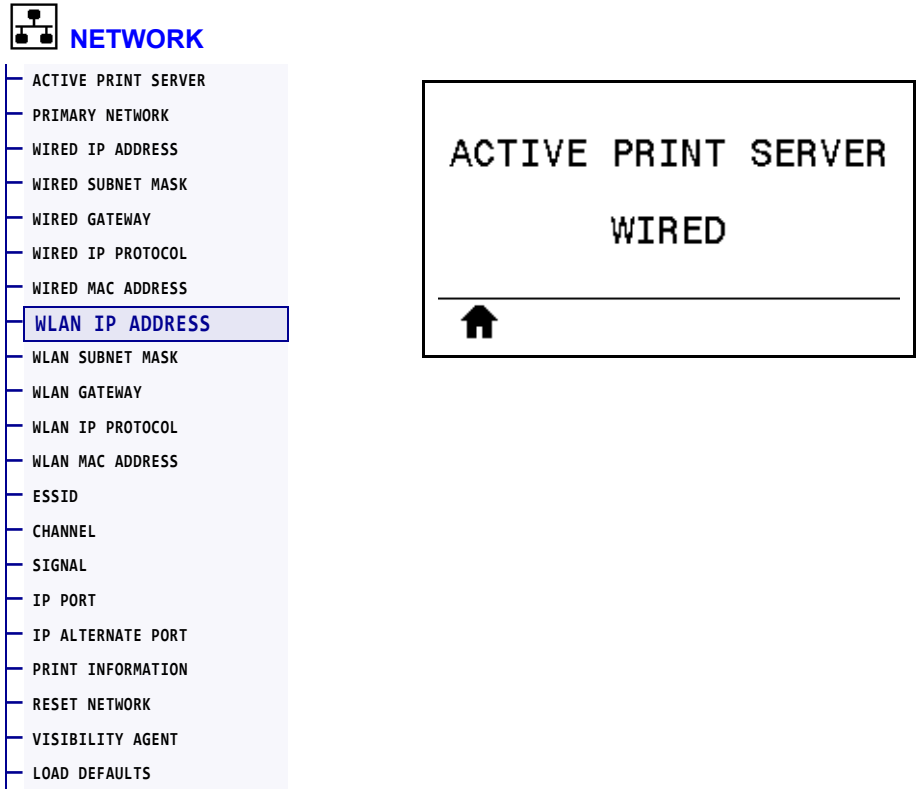 NETWORK
ACTIVE PRINT SERVER
PRIMARY NETWORK
WIRED IP ADDRESS
WIRED SUBNET MASK
WIRED GATEWAY
WIRED IP PROTOCOL
WIRED MAC ADDRESS
WLAN IP ADDRESS
WLAN SUBNET MASK
WLAN GATEWAY
WLAN IP PROTOCOL
WLAN MAC ADDRESS
ESSID
CHANNEL
SIGNAL
IP PORT
IP ALTERNATE PORT
PRINT INFORMATION
RESET NETWORK
VISIBILITY AGENT
LOAD DEFAULTS
ACTIVE PRINT SERVER
WIRED